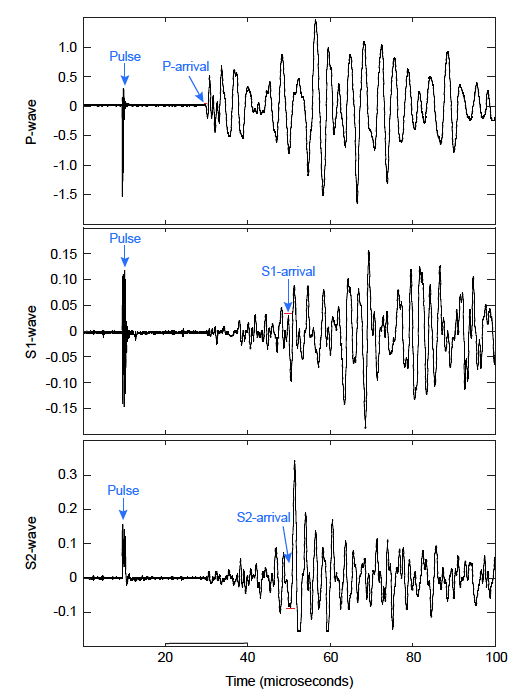 Pulse
P-arrival
1.0
0.5
0
-0.5
-1.0
-1.5
P-wave
Pulse
S1-arrival
0.15
0.10
0.05
0
-0.05
-0.10
-0.15
S1-wave
Pulse
S2-arrival
0.3
0.2
0.1
0
-0.1
S2-wave
20 40 60 80 100
Time (microseconds)